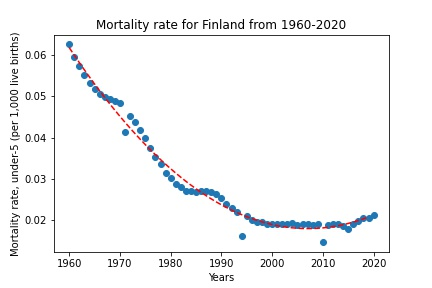 Mortality rate for Finland from 1960-2020
Mortality rate, under-5 (per 1,000 live births)
0.06
0.05
0.04
0.03
0.02
1960 1970 1980 1990 2000 2010 2020
Years